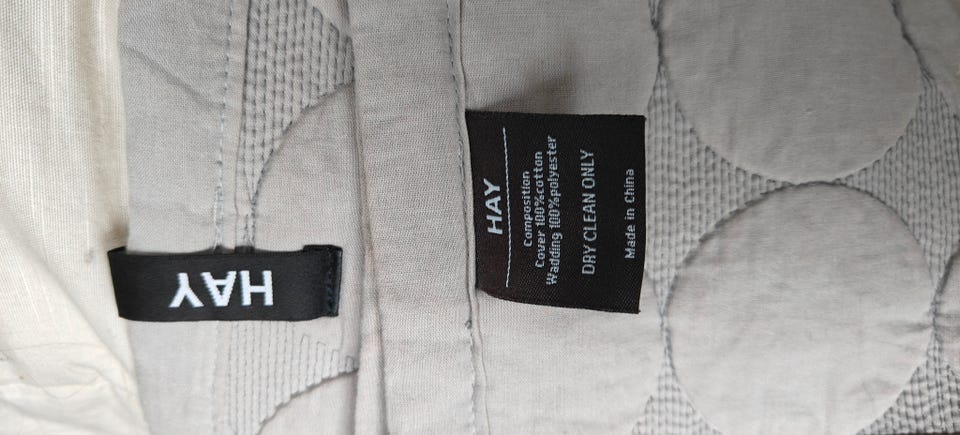 HAY
HAY
Composition
Cover 100%cotton
Wadding 100%polyester
DRY CLEAN ONLY
Made in China